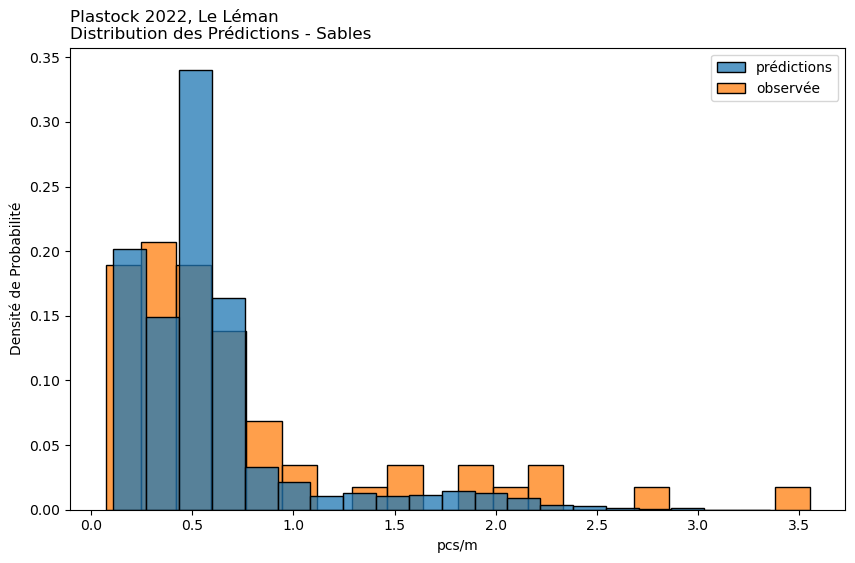 Plastock 2022, Le Léman
Distribution des Prédictions - Sables
prédictions
observée
Densité de Probabilité
0.35
0.30
0.25
0.20
0.15
0.10
0.05
0.00
0.0 0.5 1.0 1.5 2.0 2.5 3.0 3.5
pcs/m